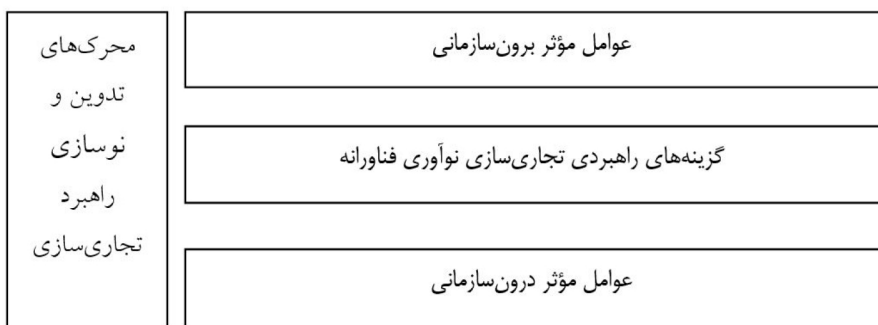 عوامل مؤثر برون‌سازمانی
گزینه‌های راهبردی تجاری‌سازی نوآوری فناورانه
عوامل مؤثر درون‌سازمانی
محرک‌های
تدوین و
نوسازی
راهبرد
تجاری‌سازی